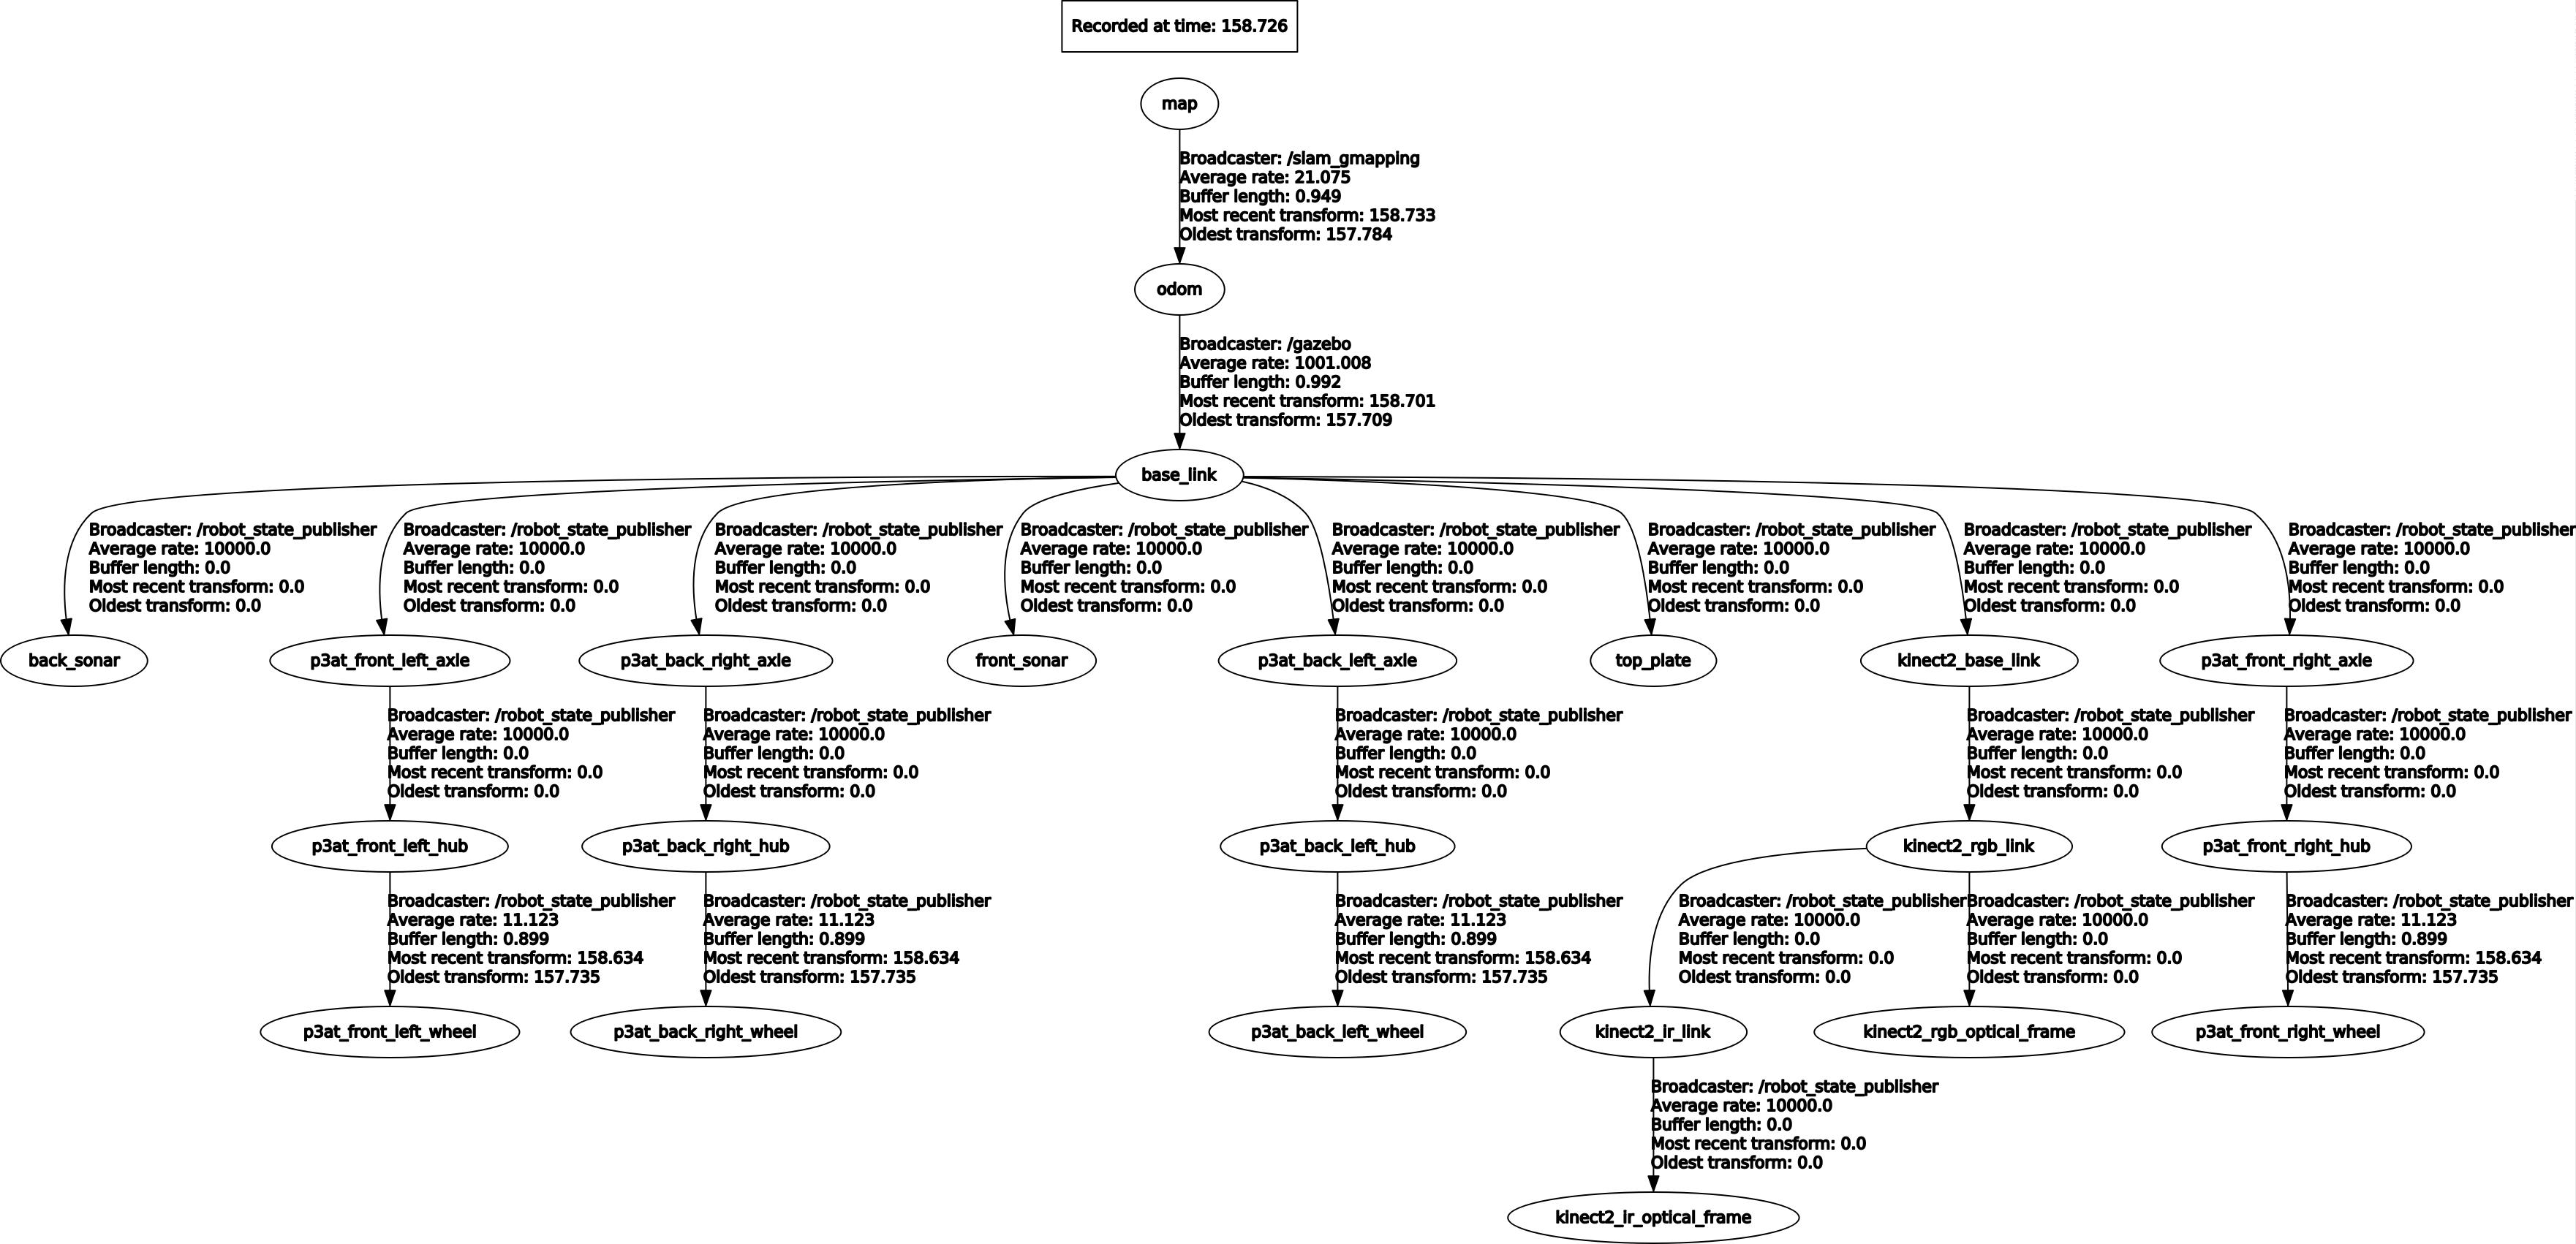 Recorded at time: 158.726
map
Broadcaster: /slam_gmapping
Average rate: 21.075
Buffer length: 0.949
Most recent transform: 158.733
Oldest transform: 157.784
odom
Broadcaster: /gazebo
Average rate: 1001.008
Buffer length: 0.992
Most recent transform: 158.701
Oldest transform: 157.709
base_link
Broadcaster: /robot_state_publisher
Average rate: 10000.0
Buffer length: 0.0
Most recent transform: 0.0
Oldest transform: 0.0
Broadcaster: /robot_state_publisher
Average rate: 10000.0
Buffer length: 0.0
Most recent transform: 0.0
Oldest transform: 0.0
Broadcaster: /robot_state_publisher
Average rate: 10000.0
Buffer length: 0.0
Most recent transform: 0.0
Oldest transform: 0.0
Broadcaster: /robot_state_publisher
Average rate: 10000.0
Buffer length: 0.0
Most recent transform: 0.0
Oldest transform: 0.0
Broadcaster: /robot_state_publisher
Average rate: 10000.0
Buffer length: 0.0
Most recent transform: 0.0
Oldest transform: 0.0
Broadcaster: /robot_state_publisher
Average rate: 10000.0
Buffer length: 0.0
Most recent transform: 0.0
Oldest transform: 0.0
Broadcaster: /robot_state_publisher
Average rate: 10000.0
Buffer length: 0.0
Most recent transform: 0.0
Oldest transform: 0.0
Broadcaster: /robot_state_publisher
Average rate: 10000.0
Buffer length: 0.0
Most recent transform: 0.0
Oldest transform: 0.0
back_sonar
p3at_front_left_axle
p3at_back_right_axle
front_sonar
p3at_back_left_axle
top_plate
kinect2_base_link
p3at_front_right_axle
Broadcaster: /robot_state_publisher
Average rate: 10000.0
Buffer length: 0.0
Most recent transform: 0.0
Oldest transform: 0.0
Broadcaster: /robot_state_publisher
Average rate: 10000.0
Buffer length: 0.0
Most recent transform: 0.0
Oldest transform: 0.0
Broadcaster: /robot_state_publisher
Average rate: 10000.0
Buffer length: 0.0
Most recent transform: 0.0
Oldest transform: 0.0
Broadcaster: /robot_state_publisher
Average rate: 10000.0
Buffer length: 0.0
Most recent transform: 0.0
Oldest transform: 0.0
Broadcaster: /robot_state_publisher
Average rate: 10000.0
Buffer length: 0.0
Most recent transform: 0.0
Oldest transform: 0.0
p3at_front_left_hub
p3at_back_right_hub
p3at_back_left_hub
kinect2_rgb_link
p3at_front_right_hub
Broadcaster: /robot_state_publisher
Average rate: 11.123
Buffer length: 0.899
Most recent transform: 158.634
Oldest transform: 157.735
Broadcaster: /robot_state_publisher
Average rate: 11.123
Buffer length: 0.899
Most recent transform: 158.634
Oldest transform: 157.735
Broadcaster: /robot_state_publisher
Average rate: 11.123
Buffer length: 0.899
Most recent transform: 158.634
Oldest transform: 157.735
Broadcaster: /robot_state_publisher
Average rate: 10000.0
Buffer length: 0.0
Most recent transform: 0.0
Oldest transform: 0.0
Broadcaster: /robot_state_publisher
Average rate: 10000.0
Buffer length: 0.0
Most recent transform: 0.0
Oldest transform: 0.0
Broadcaster: /robot_state_publisher
Average rate: 11.123
Buffer length: 0.899
Most recent transform: 158.634
Oldest transform: 157.735
p3at_front_left_wheel
p3at_back_right_wheel
p3at_back_left_wheel
kinect2_ir_link
kinect2_rgb_optical_frame
p3at_front_right_wheel
Broadcaster: /robot_state_publisher
Average rate: 10000.0
Buffer length: 0.0
Most recent transform: 0.0
Oldest transform: 0.0
kinect2_ir_optical_frame